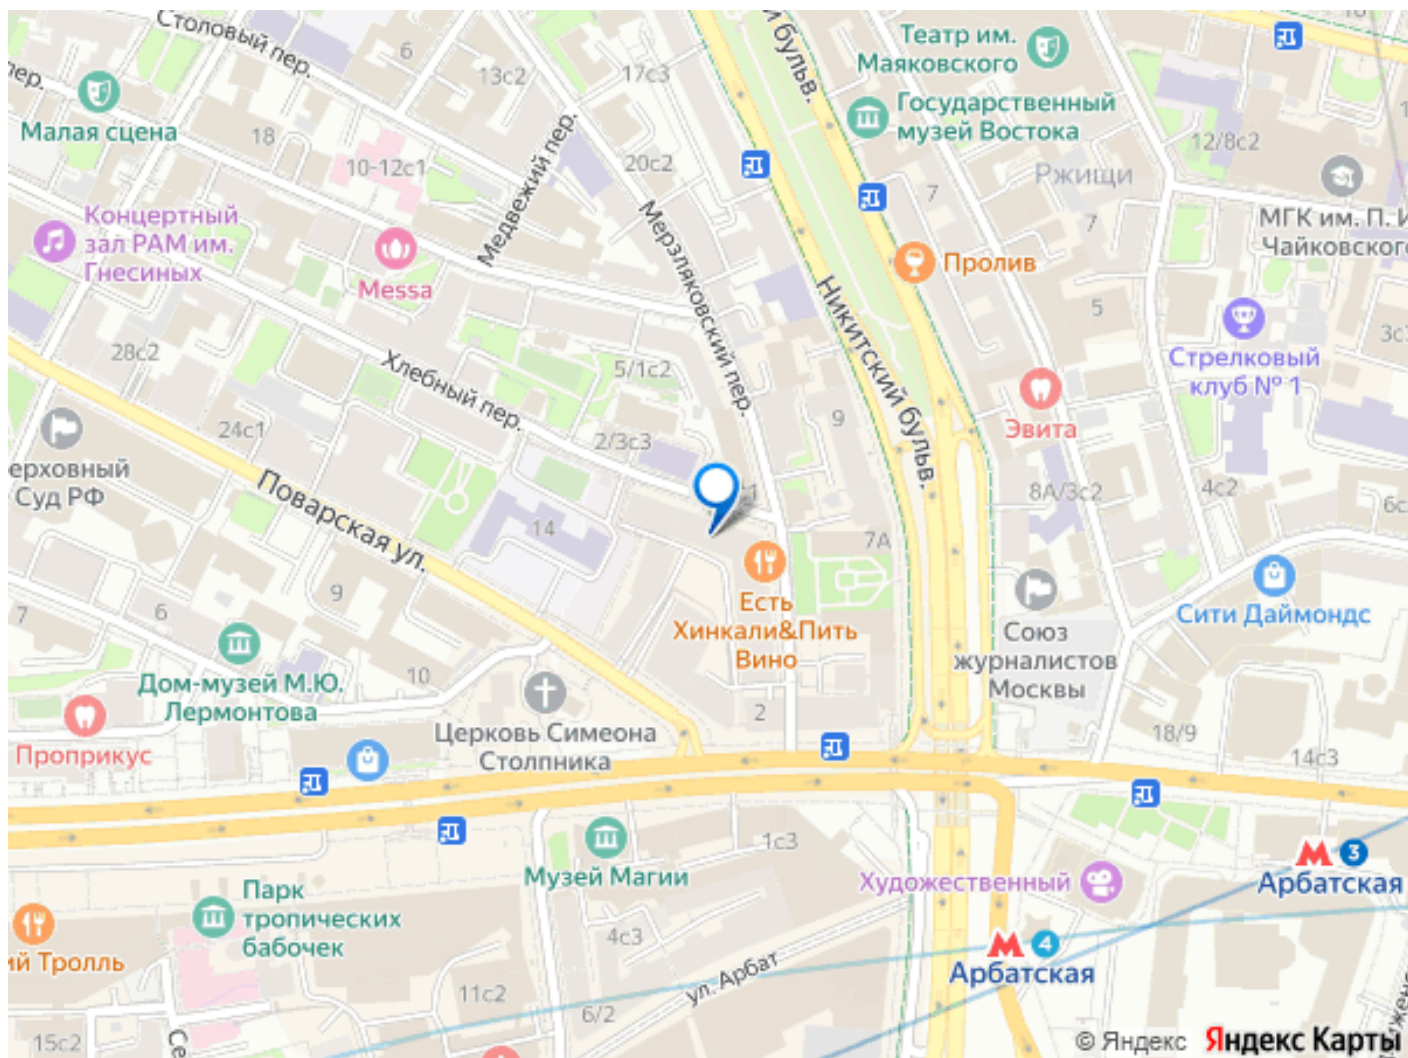 Столовый пер.
6
13с2
17с3
й бульв.
Театр им.
Маяковского
Государственный
музей Востока
12/8с2
пер.
Малая сцена
18
10-12с1
Медвежий пер.
20с2
7
Ржищи
МГК им. П. И
Чайковского
Концертный
зал РАМ им.
Гнесиных
Messa
Мерзляковский пер.
7
Пролив
Никитский бульв.
5
3с3
Стрелковый
клуб № 1
28с2
Хлебный пер.
5/1с2
9
Эвита
24с1
2/3с3
ерховный
Суд РФ
Поварская ул.
14
8А/3с2
4с2
6с
7А
Есть
Хинкали&Пить
Вино
Сити Даймондс
Союз
журналистов
Москвы
7
6
9
10
Дом-музей М.Ю.
Лермонтова
Проприкус
Церковь Симеона
Столпника
2
18/9
14с3
Музей Магии
1с3
Художественный
3
Арбатская
Парк
тропических
бабочек
4с3
4
Арбатская
ий Тролль
ул. Арбат
11с2
6/2
15с2
Се
© Яндекс
Яндекс Карты